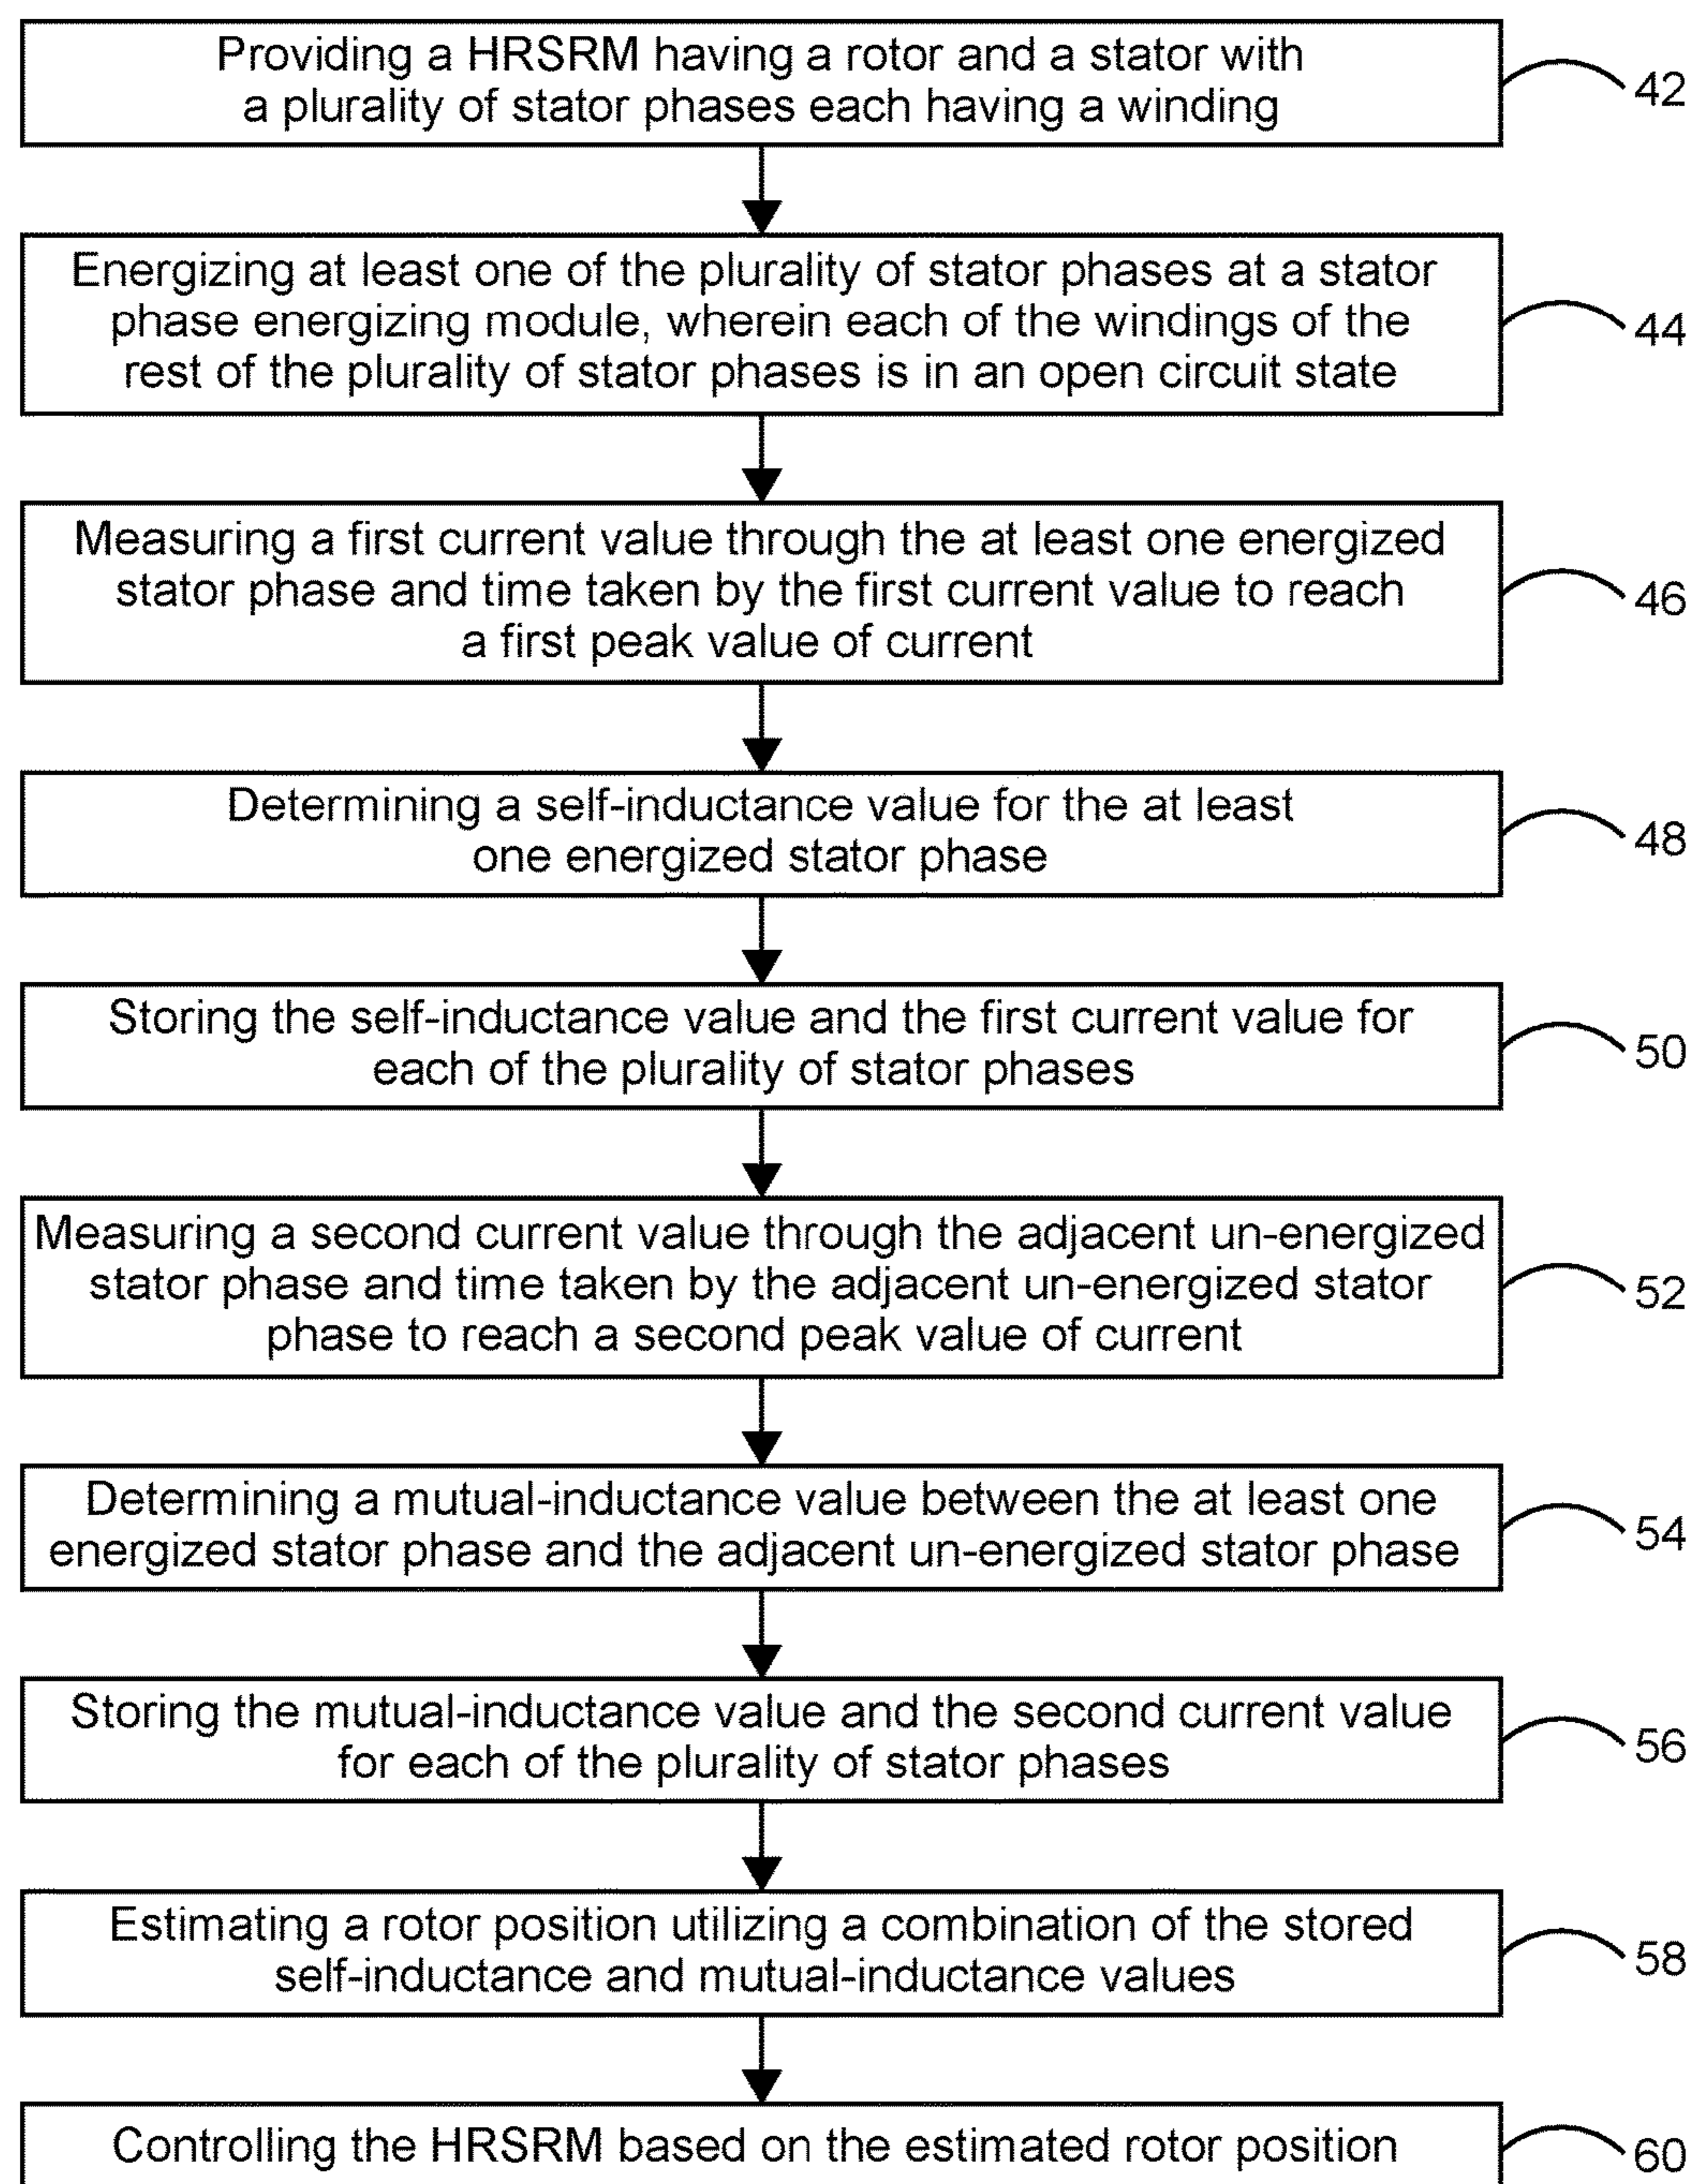 Providing a HRSRM having a rotor and a stator with
a plurality of stator phases each having a winding
42
Energizing at least one of the plurality of stator phases at a stator
phase energizing module, wherein each of the windings of the
rest of the plurality of stator phases is in an open circuit state
44
Measuring a first current value through the at least one energized
stator phase and time taken by the first current value to reach
a first peak value of current
46
Determining a self-inductance value for the at least
one energized stator phase
48
Storing the self-inductance value and the first current value for
each of the plurality of stator phases
50
Measuring a second current value through the adjacent un-energized
stator phase and time taken by the adjacent un-energized stator
phase to reach a second peak value of current
52
Determining a mutual-inductance value between the at least one
energized stator phase and the adjacent un-energized stator phase
54
Storing the mutual-inductance value and the second current value
for each of the plurality of stator phases
56
Estimating a rotor position utilizing a combination of the stored
self-inductance and mutual-inductance values
58
Controlling the HRSRM based on the estimated rotor position
60